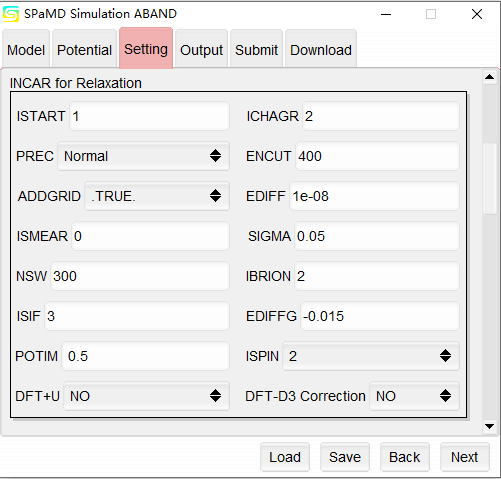 SPaMD Simulation ABAND
Model Potential Setting Output Submit Download
INCAR for Relaxation
ISTART 1 ICHAGR 2
PREC Normal ENCUT 400
ADDGRID .TRUE. EDIFF 1e-08
ISMEAR 0 SIGMA 0.05
NSW 300 IBRION 2
ISIF 3 EDIFFG -0.015
POTIM 0.5 ISPIN 2
DFT+U NO DFT-D3 Correction NO
Load Save Back Next